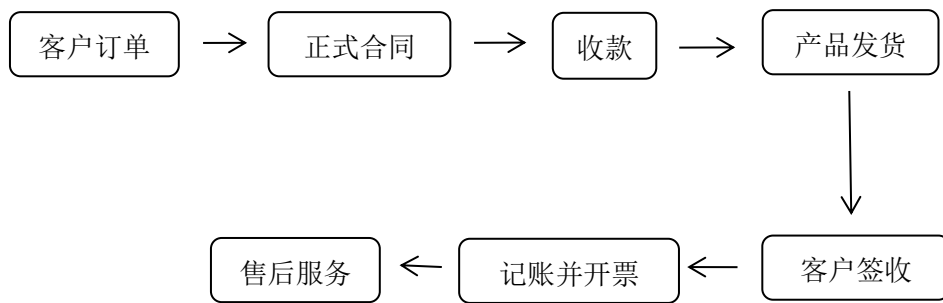 客户订单
正式合同
收款
产品发货
客户签收
记账并开票
售后服务